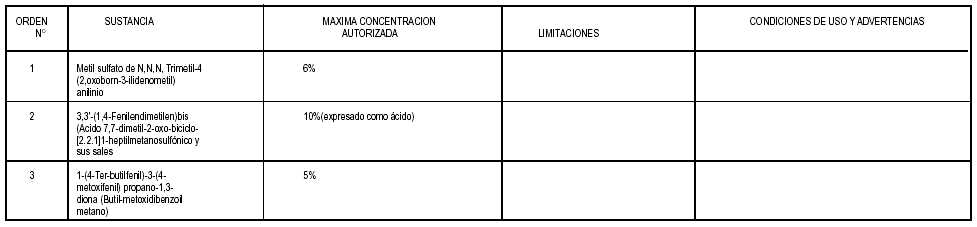 ORDEN N° SUSTANCIA MAXIMA CONCENTRACION AUTORIZADA LIMITACIONES CONDICIONES DE USO Y ADVERTENCIAS
1 Metil sulfato de N,N,N, Trimetil-4 6%
(2,oxoborn-3-ilidenometil)
anilinio
2 3,3'-(1,4-Fenilendimetilen)bis 10%(expresado como ácido)
(Acido 7,7-dimetil-2-oxo-biciclo-
[2.2.1]1-heptilmetanosulfónico y
sus sales
3 1-(4-Ter-butilfenil)-3-(4- 5%
metoxifenil) propano-1,3-
diona (Butil-metoxidibenzoil
metano)